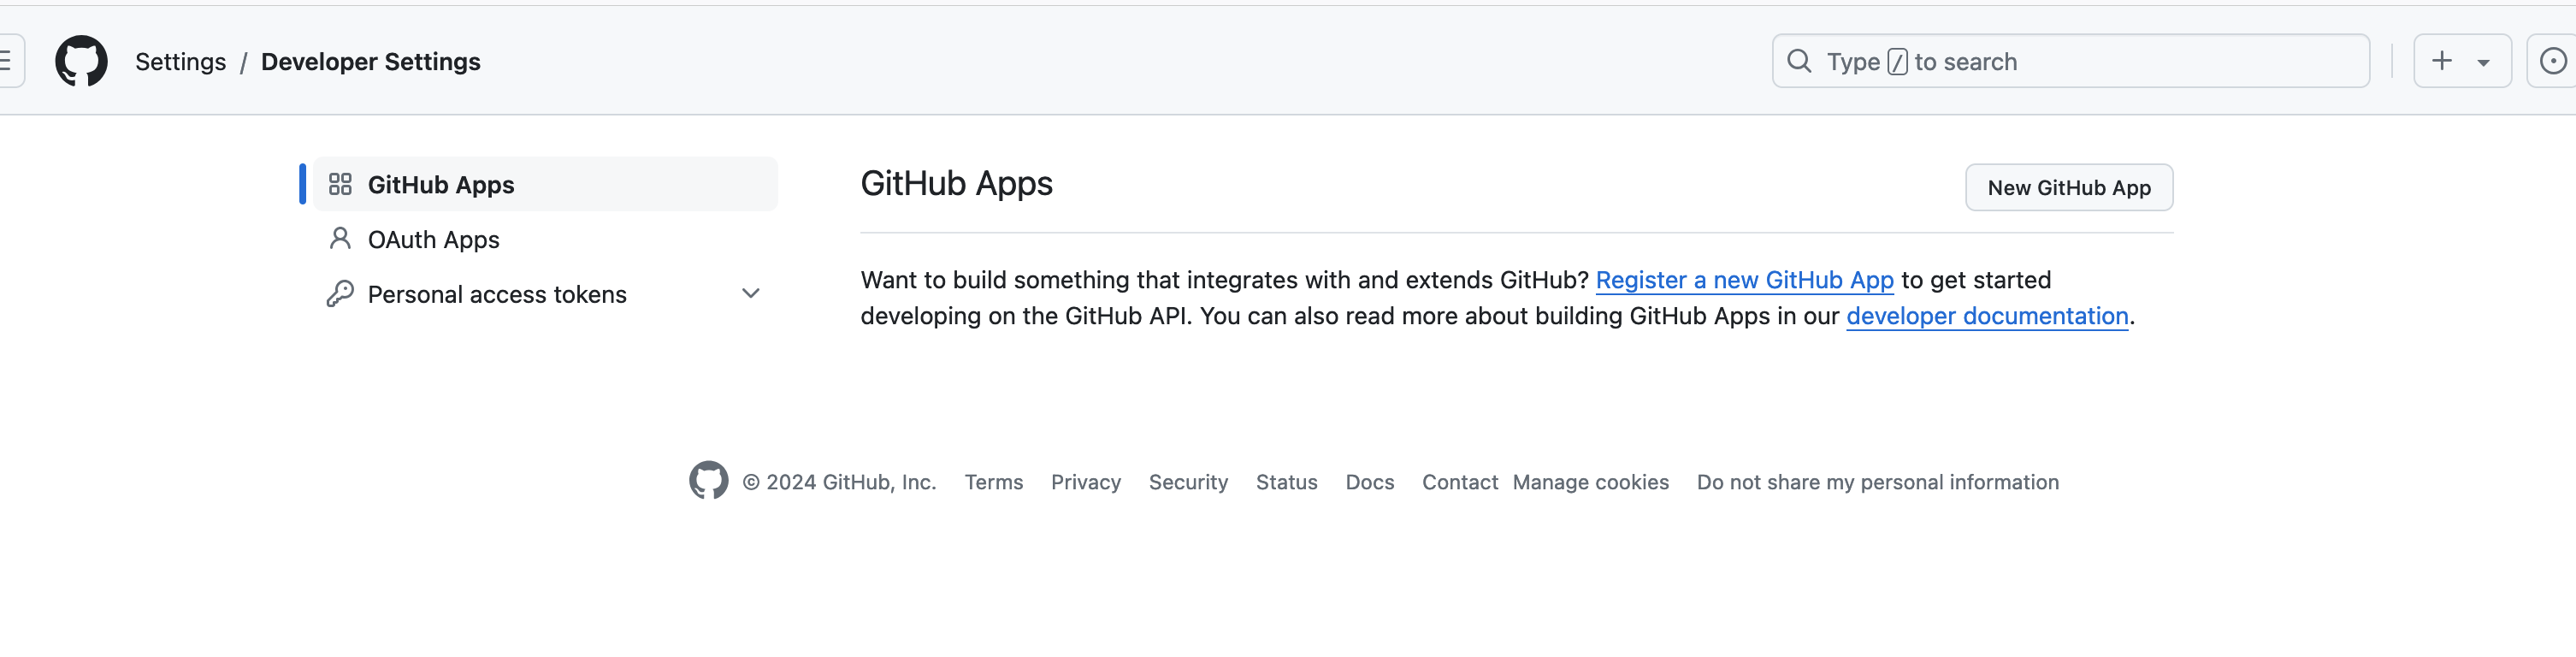 Settings / Developer Settings
Type / to search
GitHub Apps
OAuth Apps
Personal access tokens
GitHub Apps
New GitHub App
Want to build something that integrates with and extends GitHub? Register a new GitHub App to get started
developing on the GitHub API. You can also read more about building GitHub Apps in our developer documentation.
© 2024 GitHub, Inc. Terms Privacy Security Status Docs Contact Manage cookies Do not share my personal information